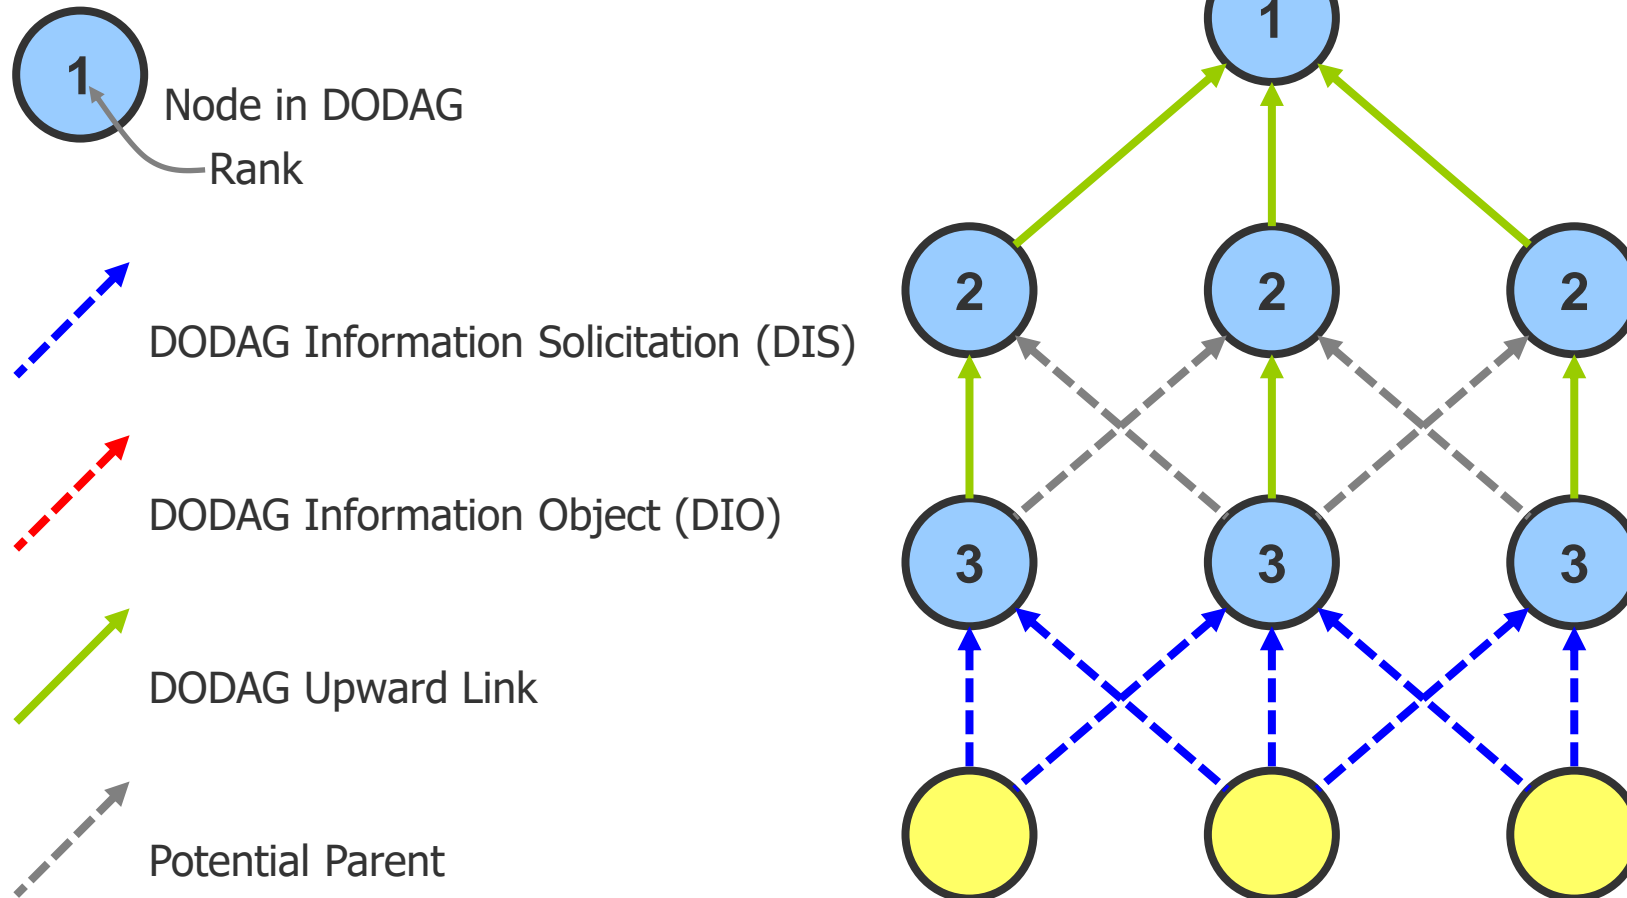 1
Node in DODAG
Rank
DODAG Information Solicitation (DIS)
DODAG Information Object (DIO)
DODAG Upward Link
Potential Parent
1
2 2 2
3 3 3